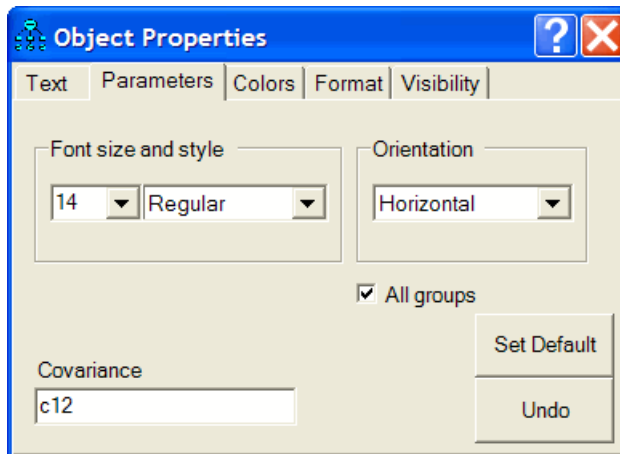 Object Properties
Text Parameters Colors Format Visibility
Font size and style
Orientation
14 Regular
Horizontal
All groups
Set Default
Covariance
c12
Undo